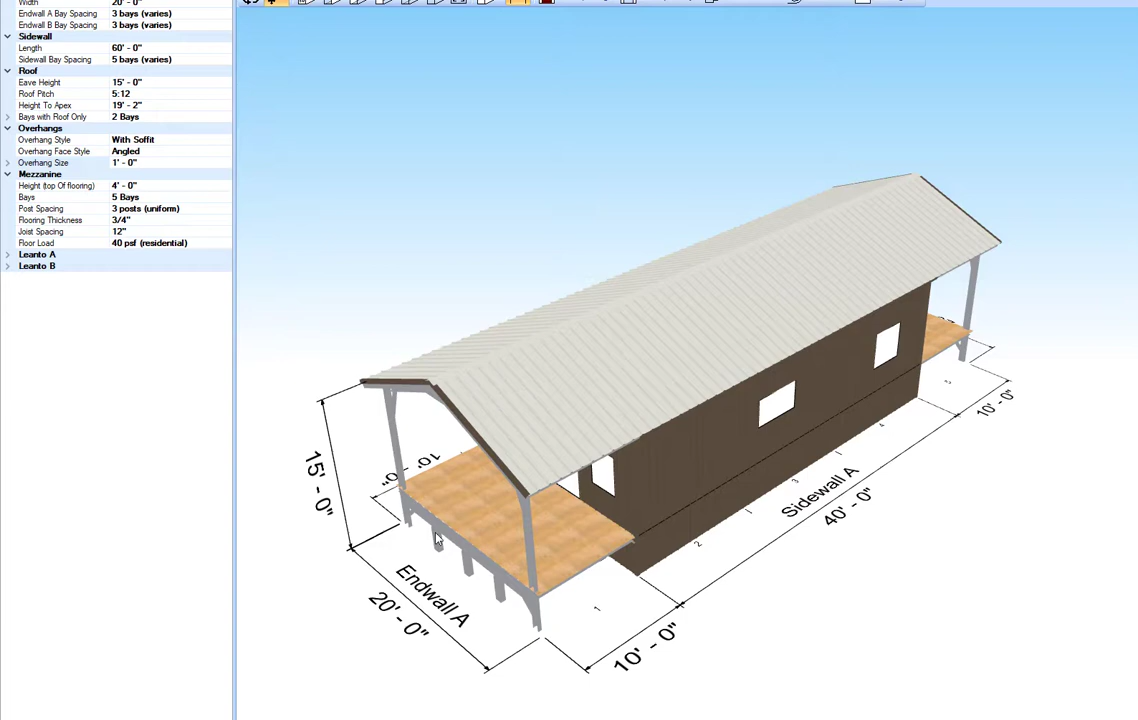 Width 20' - 0"
Endwall A Bay Spacing 3 bays (varies)
Endwall B Bay Spacing 3 bays (varies)
Sidewall
Length 60' - 0"
Sidewall Bay Spacing 5 bays (varies)
Roof
Eave Height 15' - 0"
Roof Pitch 5:12
Height To Apex 19' - 2"
Bays with Roof Only 2 Bays
Overhangs
Overhang Style With Soffit
Overhang Face Style Angled
Overhang Size 1' - 0"
Mezzanine
Height (top Of flooring) 4' - 0"
Bays 5 Bays
Post Spacing 3 posts (uniform)
Flooring Thickness 3/4"
Joist Spacing 12"
Floor Load 40 psf (residential)
Leanto A
Leanto B
15' - 0"
10' - 0"
Endwall A
20' - 0"
10' - 0"
1
2
3
4
5
Sidewall A
40' - 0"
10' - 0"